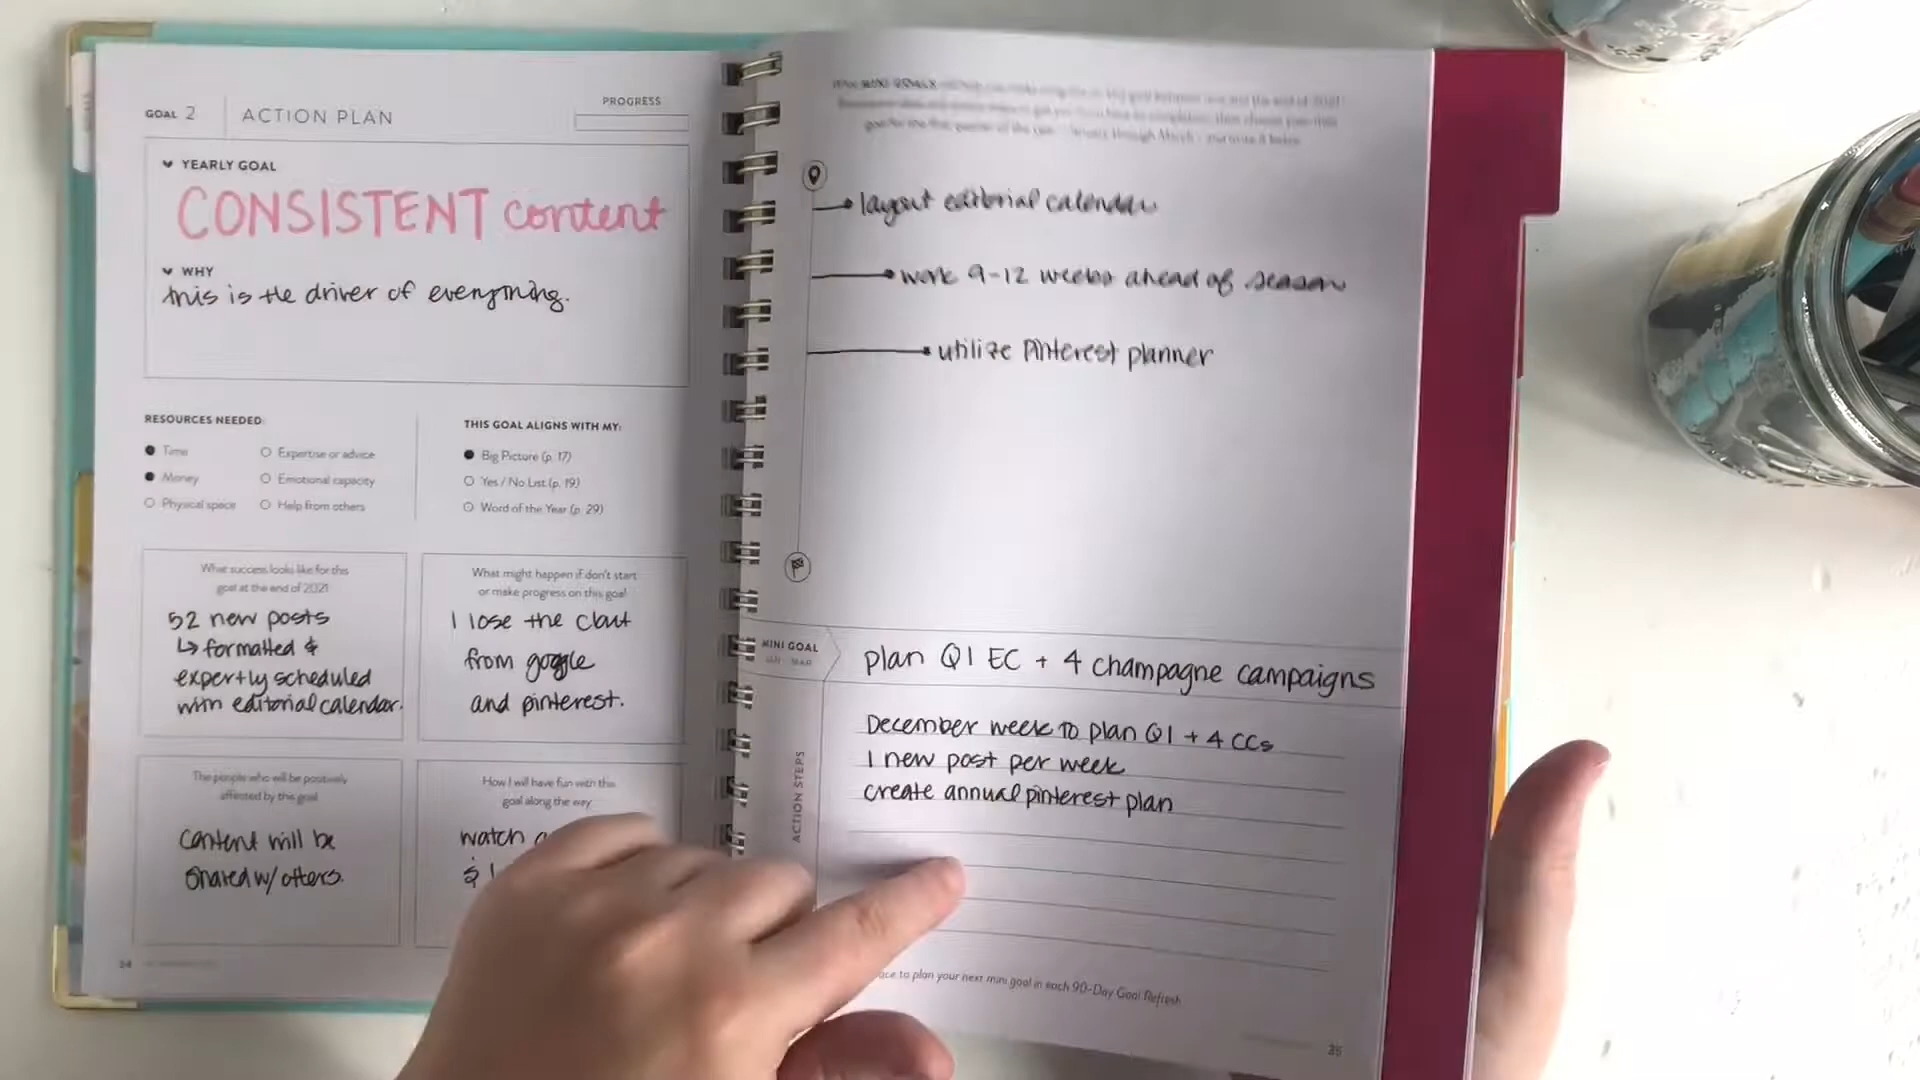 GOAL 2
ACTION PLAN
PROGRESS
YEARLY GOAL
CONSISTENT content
WHY
this is the driver of everything.
RESOURCES NEEDED:
Time
Expertise or advice
Money
Emotional capacity
Physical space
Help from others
THIS GOAL ALIGNS WITH MY:
Big Picture (p. 17)
Yes / No List (p. 19)
Word of the Year (p. 29)
What success looks like for this
goal at the end of 2021
52 new posts
↳ formatted &
expertly scheduled
with editorial calendar.
What might happen if don't start
or make progress on this goal
I lose the clout
from google
and pinterest.
The people who will be positively
affected by this goal
content will be
shared w/ others.
How I will have fun with this
goal along the way
watch
$1
34
MINI GOALS
layout editorial calendar
work 9-12 weeks ahead of season
utilize Pinterest planner
MINI GOAL
JAN - MAR
plan Q1 EC + 4 champagne campaigns
ACTION STEPS
December week to plan Q1 + 4 CCs
1 new post per week
create annual pinterest plan
to plan your next mini goal in each 90-Day Goal Refresh
35